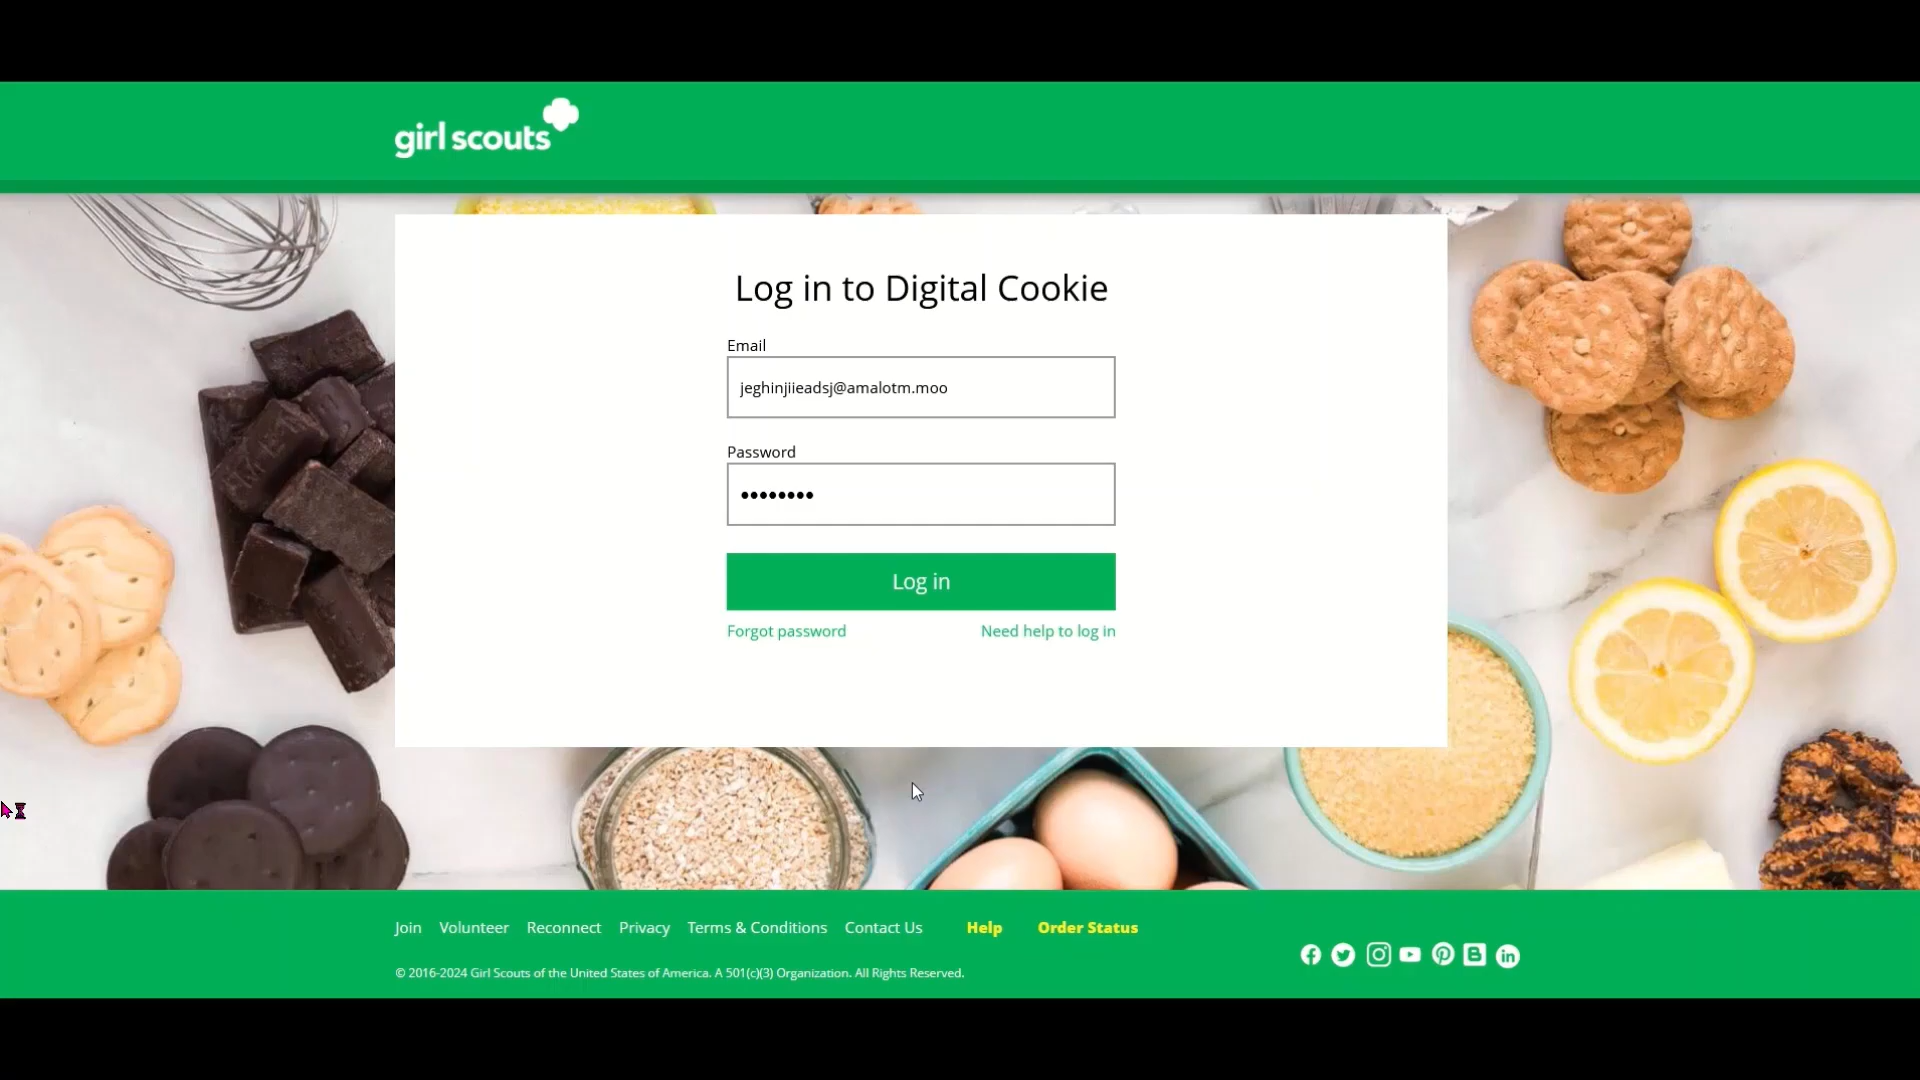 girl scouts
Log in to Digital Cookie
Email
jeghinjiieadsj@amalotm.moo
Password
Log in
Forgot password Need help to log in
Join Volunteer Reconnect Privacy Terms & Conditions Contact Us Help Order Status
© 2016-2024 Girl Scouts of the United States of America. A 501(c)(3) Organization. All Rights Reserved.